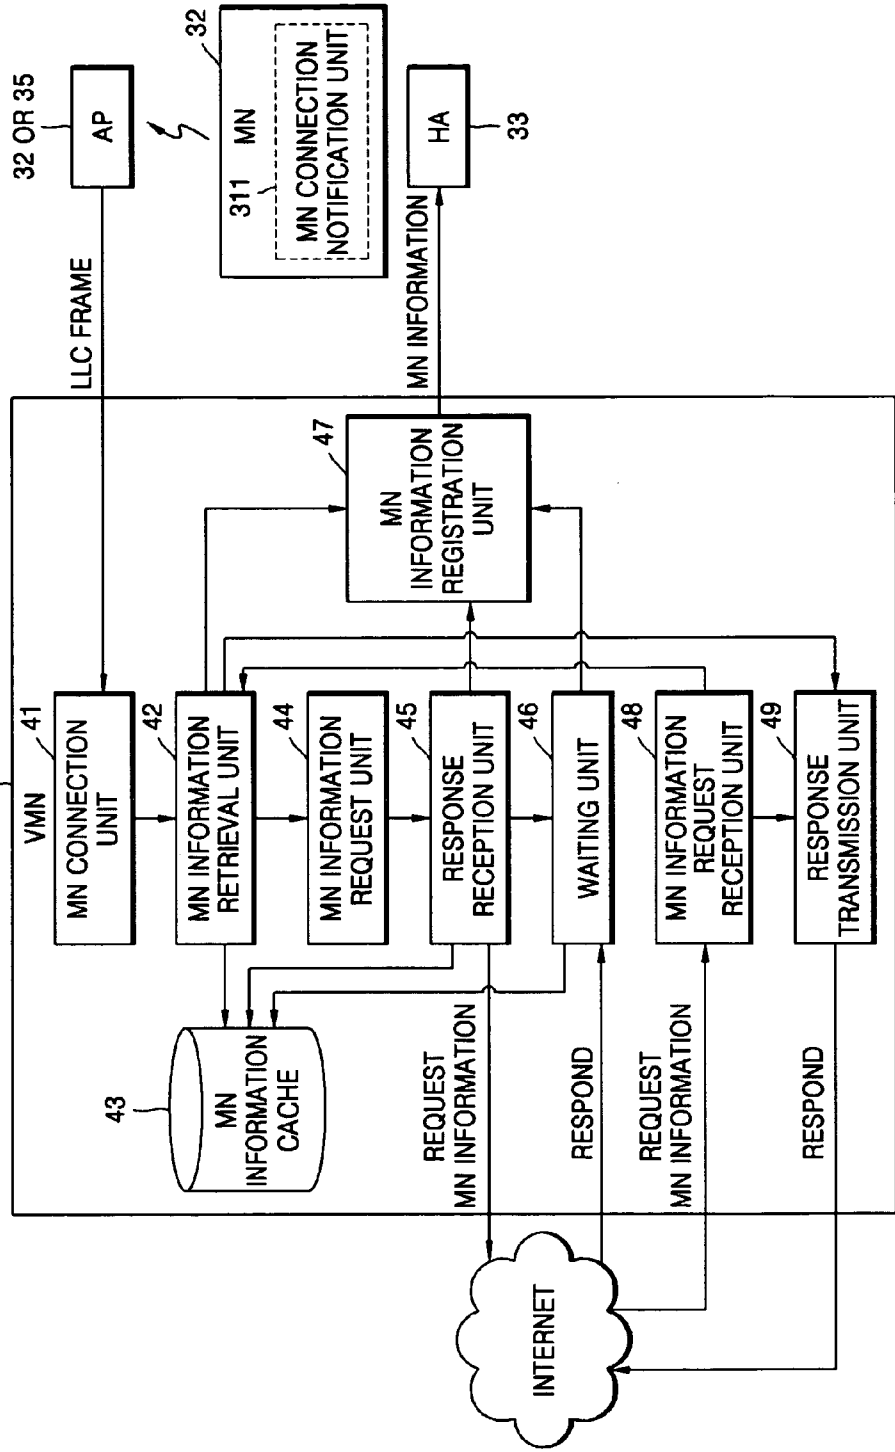 VMN
41
MN CONNECTION
UNIT
42
MN INFORMATION
RETRIEVAL UNIT
43
MN
INFORMATION
CACHE
44
MN INFORMATION
REQUEST UNIT
45
RESPONSE
RECEPTION UNIT
46
WAITING UNIT
47
MN
INFORMATION
REGISTRATION
UNIT
48
MN INFORMATION
REQUEST
RECEPTION UNIT
49
RESPONSE
TRANSMISSION UNIT
LLC FRAME
32 OR 35
AP
32
MN
311
MN CONNECTION
NOTIFICATION UNIT
MN INFORMATION
HA
33
REQUEST
MN INFORMATION
RESPOND
REQUEST
MN INFORMATION
RESPOND
INTERNET